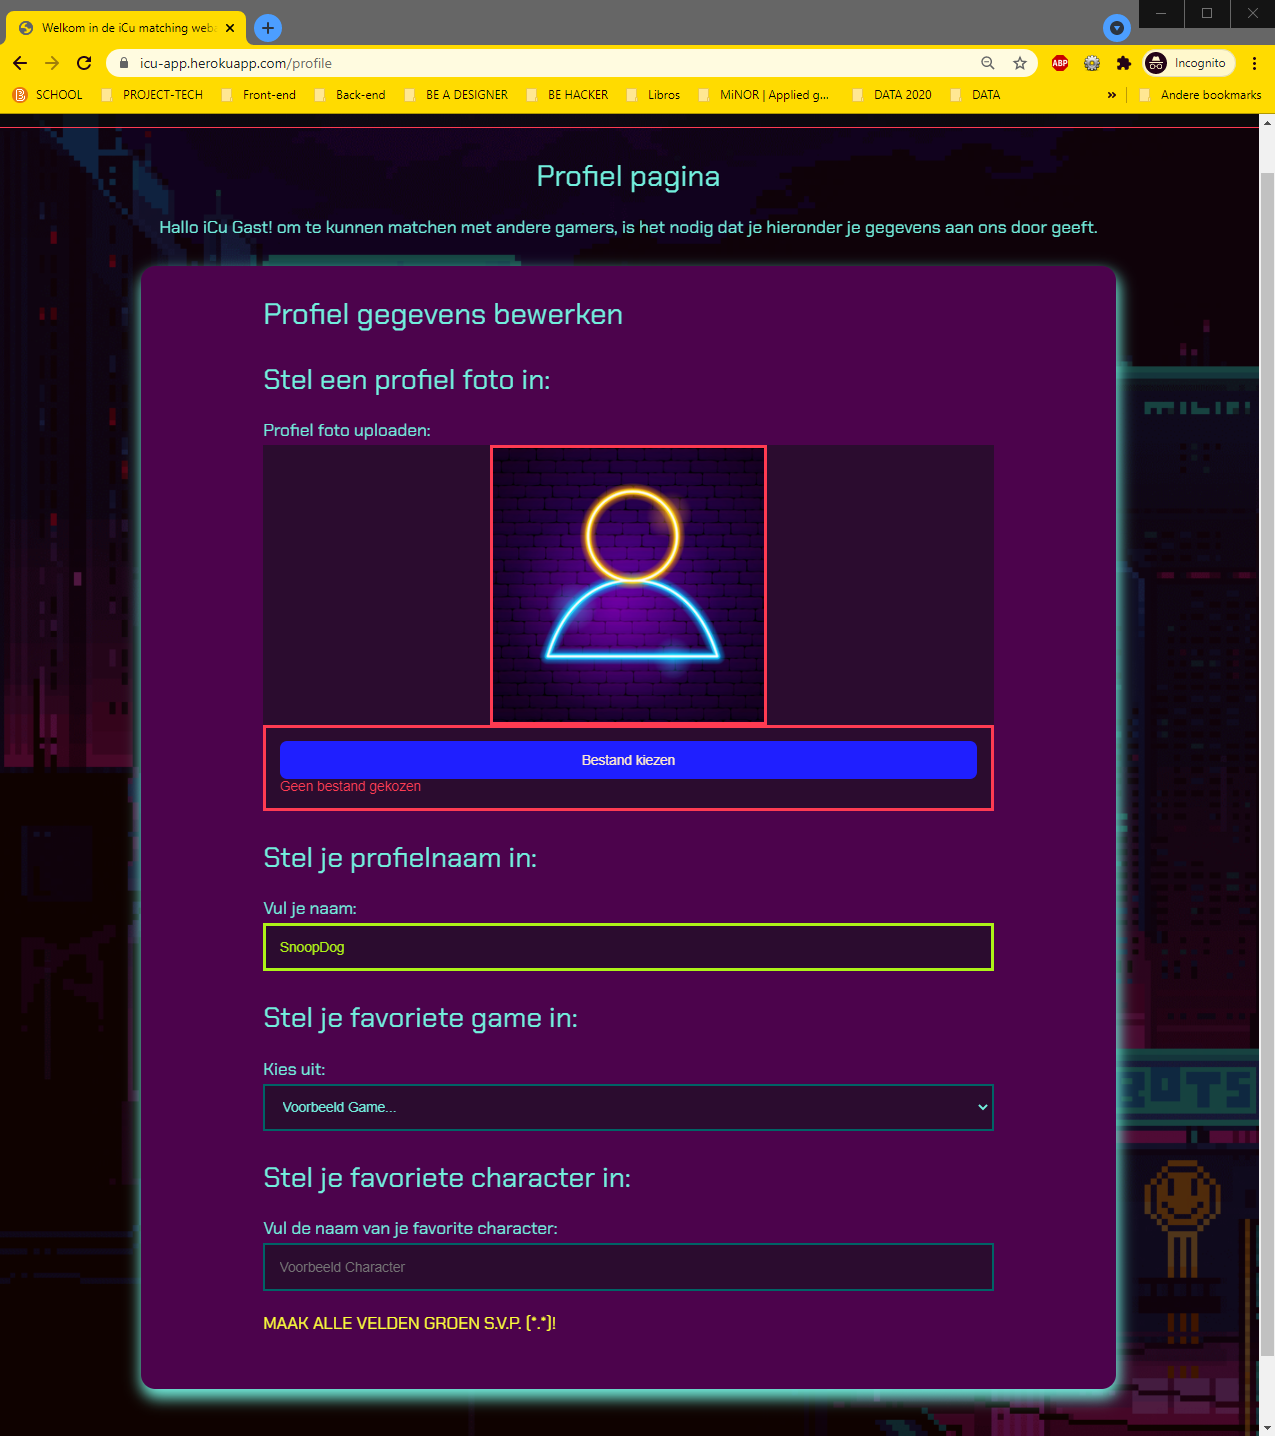 Welkom in de iCu matching weba
icu-app.herokuapp.com/profile
ABP
Incognito
SCHOOL PROJECT-TECH Front-end Back-end BE A DESIGNER BE HACKER Libros MiNOR | Applied g... DATA 2020 DATA » Andere bookmarks
Profiel pagina
Hallo iCu Gast! om te kunnen matchen met andere gamers, is het nodig dat je hieronder je gegevens aan ons door geeft.
Profiel gegevens bewerken
Stel een profiel foto in:
Profiel foto uploaden:
Bestand kiezen
Geen bestand gekozen
Stel je profielnaam in:
Vul je naam:
SnoopDog
Stel je favoriete game in:
Kies uit:
Voorbeeld Game...
Stel je favoriete character in:
Vul de naam van je favorite character:
Voorbeeld Character
MAAK ALLE VELDEN GROEN S.V.P. (*.*)!